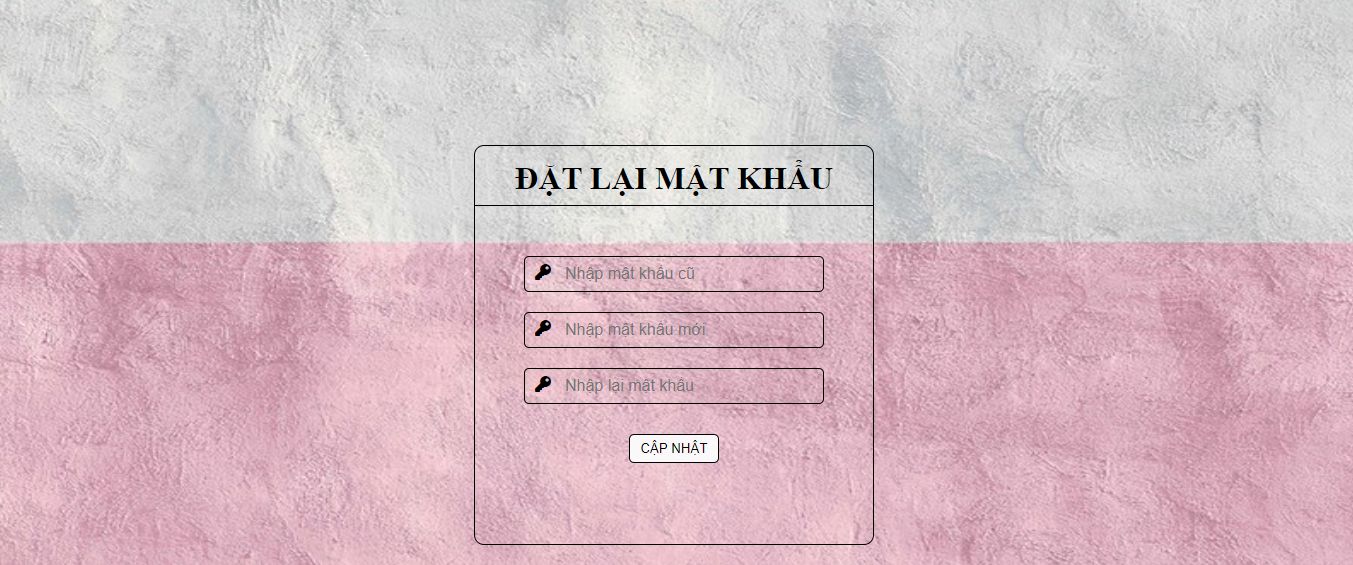 ĐẶT LẠI MẬT KHẨU
Nhập mật khẩu cũ
Nhập mật khẩu mới
Nhập lại mật khẩu
CẬP NHẬT